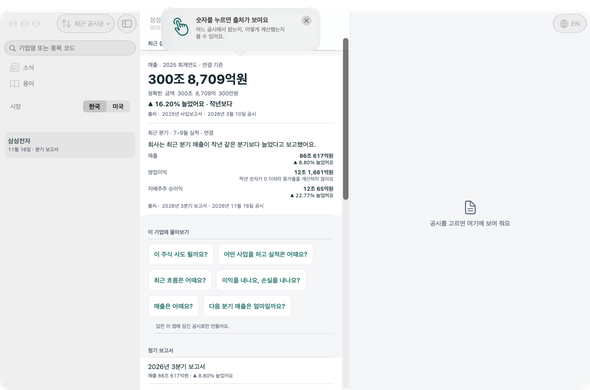 최근 공시순
기업명 또는 종목 코드
소식
용어
시장
한국
미국
삼성전자
11월 16일 · 분기 보고서
숫자를 누르면 출처가 보여요
어느 공시에서 왔는지, 어떻게 계산했는지
볼 수 있어요.
매출 · 2025 회계연도 · 연결 기준
300조 8,709억원
정확한 금액 300조 8,709억 300만원
▲ 16.20% 늘었어요 · 작년보다
출처 · 2025년 사업보고서 · 2026년 3월 10일 공시
최근 분기 · 7~9월 실적 · 연결
회사는 최근 분기 매출이 작년 같은 분기보다 늘었다고 보고했어요.
매출
86조 617억원
▲ 8.80% 늘었어요
영업이익
12조 1,661억원
작년 숫자가 0 이하라 증가율을 계산하지 않아요
지배주주 순이익
12조 65억원
▲ 22.77% 늘었어요
출처 · 2026년 3분기 보고서 · 2026년 11월 16일 공시
이 기업에 물어보기
이 주식 사도 될까요?
어떤 사업을 하고 실적은 어때요?
최근 흐름은 어때요?
이익을 내나요, 손실을 내나요?
매출은 어때요?
다음 분기 매출은 얼마일까요?
답은 이 앱에 담긴 공시로만 만들어요.
정기 보고서
2026년 3분기 보고서
매출 86조 617억원 · ▲ 8.80% 늘었어요
EN
공시를 고르면 여기에 보여 줘요